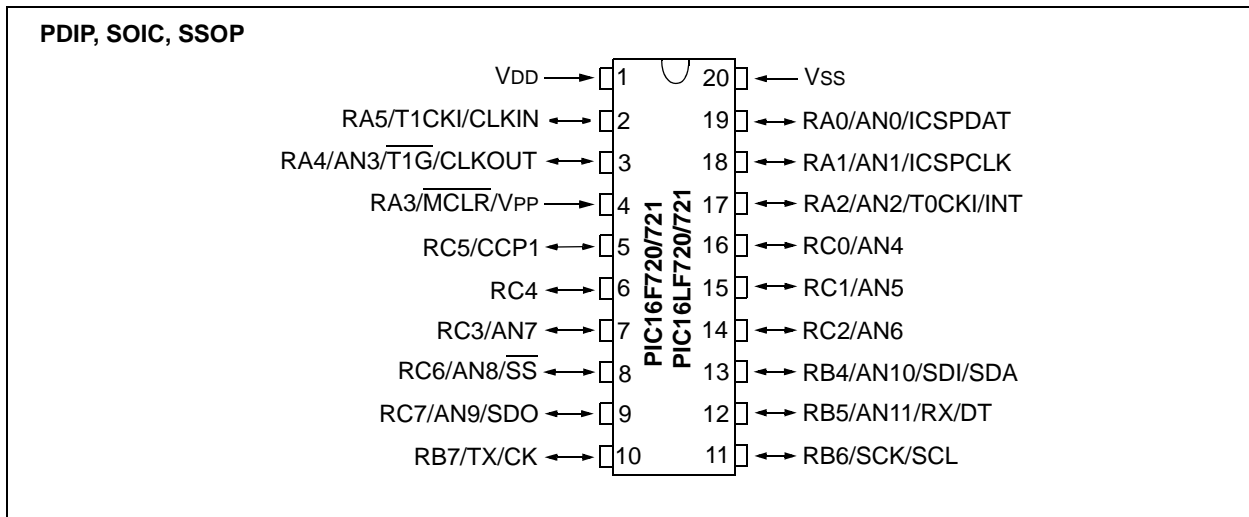 PDIP, SOIC, SSOP
VDD 1 20 VSS
RA5/T1CKI/CLKIN 2 19 RA0/AN0/ICSPDAT
RA4/AN3/T1G/CLKOUT 3 18 RA1/AN1/ICSPCLK
RA3/MCLR/VPP 4 17 RA2/AN2/T0CKI/INT
RC5/CCP1 5 16 RC0/AN4
RC4 6 15 RC1/AN5
RC3/AN7 7 14 RC2/AN6
RC6/AN8/SS 8 13 RB4/AN10/SDI/SDA
RC7/AN9/SDO 9 12 RB5/AN11/RX/DT
RB7/TX/CK 10 11 RB6/SCK/SCL
PIC16F720/721
PIC16LF720/721